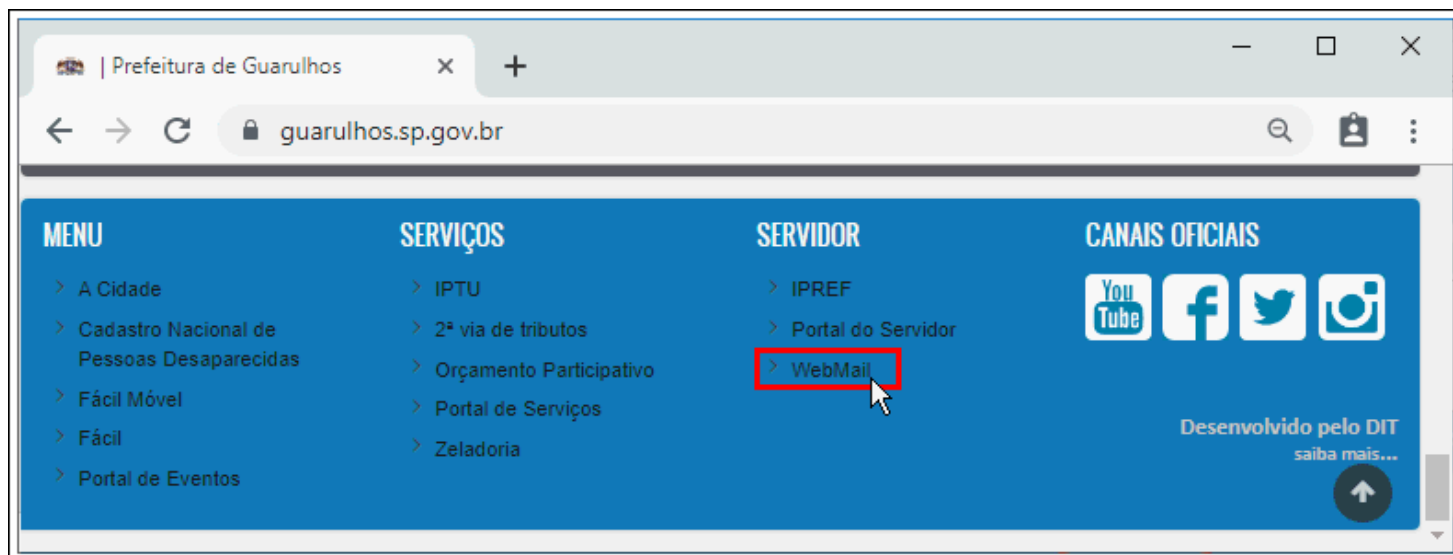 | Prefeitura de Guarulhos
guarulhos.sp.gov.br
MENU
A Cidade
Cadastro Nacional de
Pessoas Desaparecidas
Fácil Móvel
Fácil
Portal de Eventos
SERVIÇOS
IPTU
2ª via de tributos
Orçamento Participativo
Portal de Serviços
Zeladoria
SERVIDOR
IPREF
Portal do Servidor
WebMail
CANAIS OFICIAIS
You
Tube
Desenvolvido pelo DIT
saiba mais...